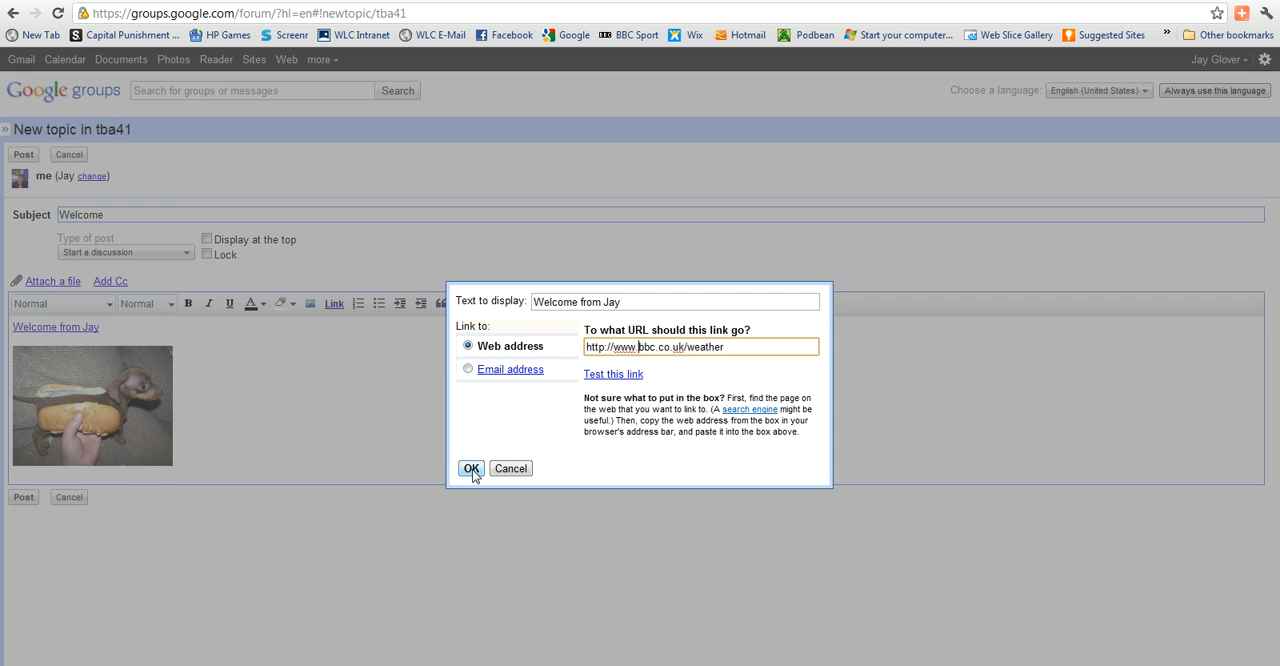 https://groups.google.com/forum/?hl=en#!newtopic/tba41
New Tab Capital Punishment ... HP Games Screenr WLC Intranet WLC E-Mail Facebook Google BBC Sport Wix Hotmail Podbean Start your computer... Web Slice Gallery Suggested Sites » Other bookmarks
Gmail Calendar Documents Photos Reader Sites Web more Jay Glover
Google groups Search for groups or messages Search Choose a language: English (United States) Always use this language
» New topic in tba41
Post Cancel
me (Jay change)
Subject Welcome
Type of post Display at the top
Start a discussion Lock
Attach a file Add Cc
Normal Normal B I U A Link
Welcome from Jay
Text to display: Welcome from Jay
Link to: To what URL should this link go?
Web address http://www.bbc.co.uk/weather
Email address Test this link
Not sure what to put in the box? First, find the page on
the web that you want to link to. (A search engine might be
useful.) Then, copy the web address from the box in your
browser's address bar, and paste it into the box above.
OK Cancel
Post Cancel